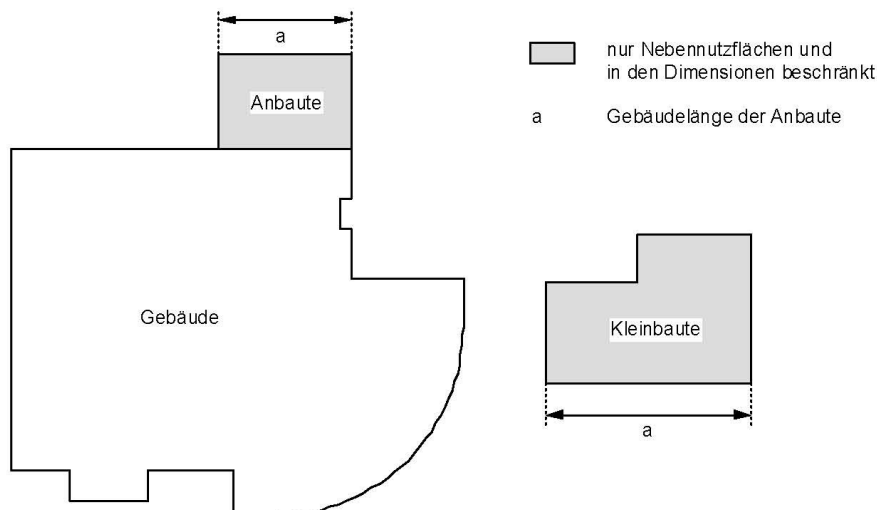 a
Anbaute
nur Nebennutzflächen und
in den Dimensionen beschränkt
a Gebäudelänge der Anbaute
Gebäude
Kleinbaute
a